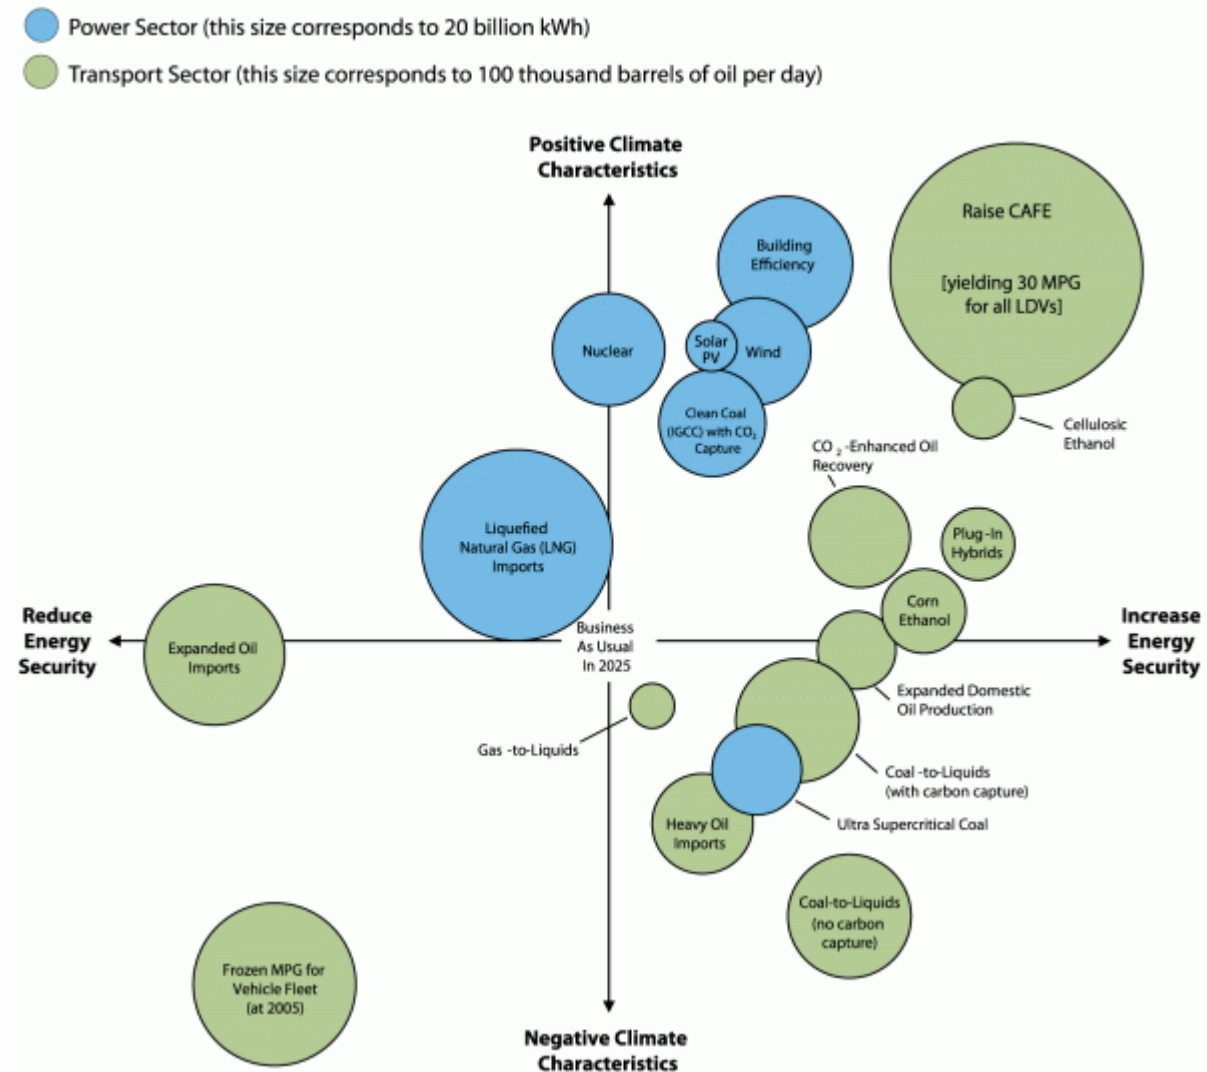 Power Sector (this size corresponds to 20 billion kWh)
Transport Sector (this size corresponds to 100 thousand barrels of oil per day)
Positive Climate
Characteristics
Raise CAFE
[yielding 30 MPG
for all LDVs]
Building
Efficiency
Nuclear
Solar
PV
Wind
Clean Coal
(IGCC) with CO₂
Capture
Cellosic
Ethanol
CO ₂ -Enhanced Oil
Recovery
Liquefied
Natural Gas (LNG)
Imports
Plug-In
Hybrids
Corn
Ethanol
Reduce
Energy
Security
Expanded Oil
Imports
Business
As Usual
In 2025
Increase
Energy
Security
Expanded Domestic
Oil Production
Gas -to-Liquids
Coal -to-Liquids
(with carbon capture)
Ultra Supercritical Coal
Heavy Oil
Imports
Coal-to-Liquids
(no carbon
capture)
Frozen MPG for
Vehicle Fleet
(at 2005)
Negative Climate
Characteristics